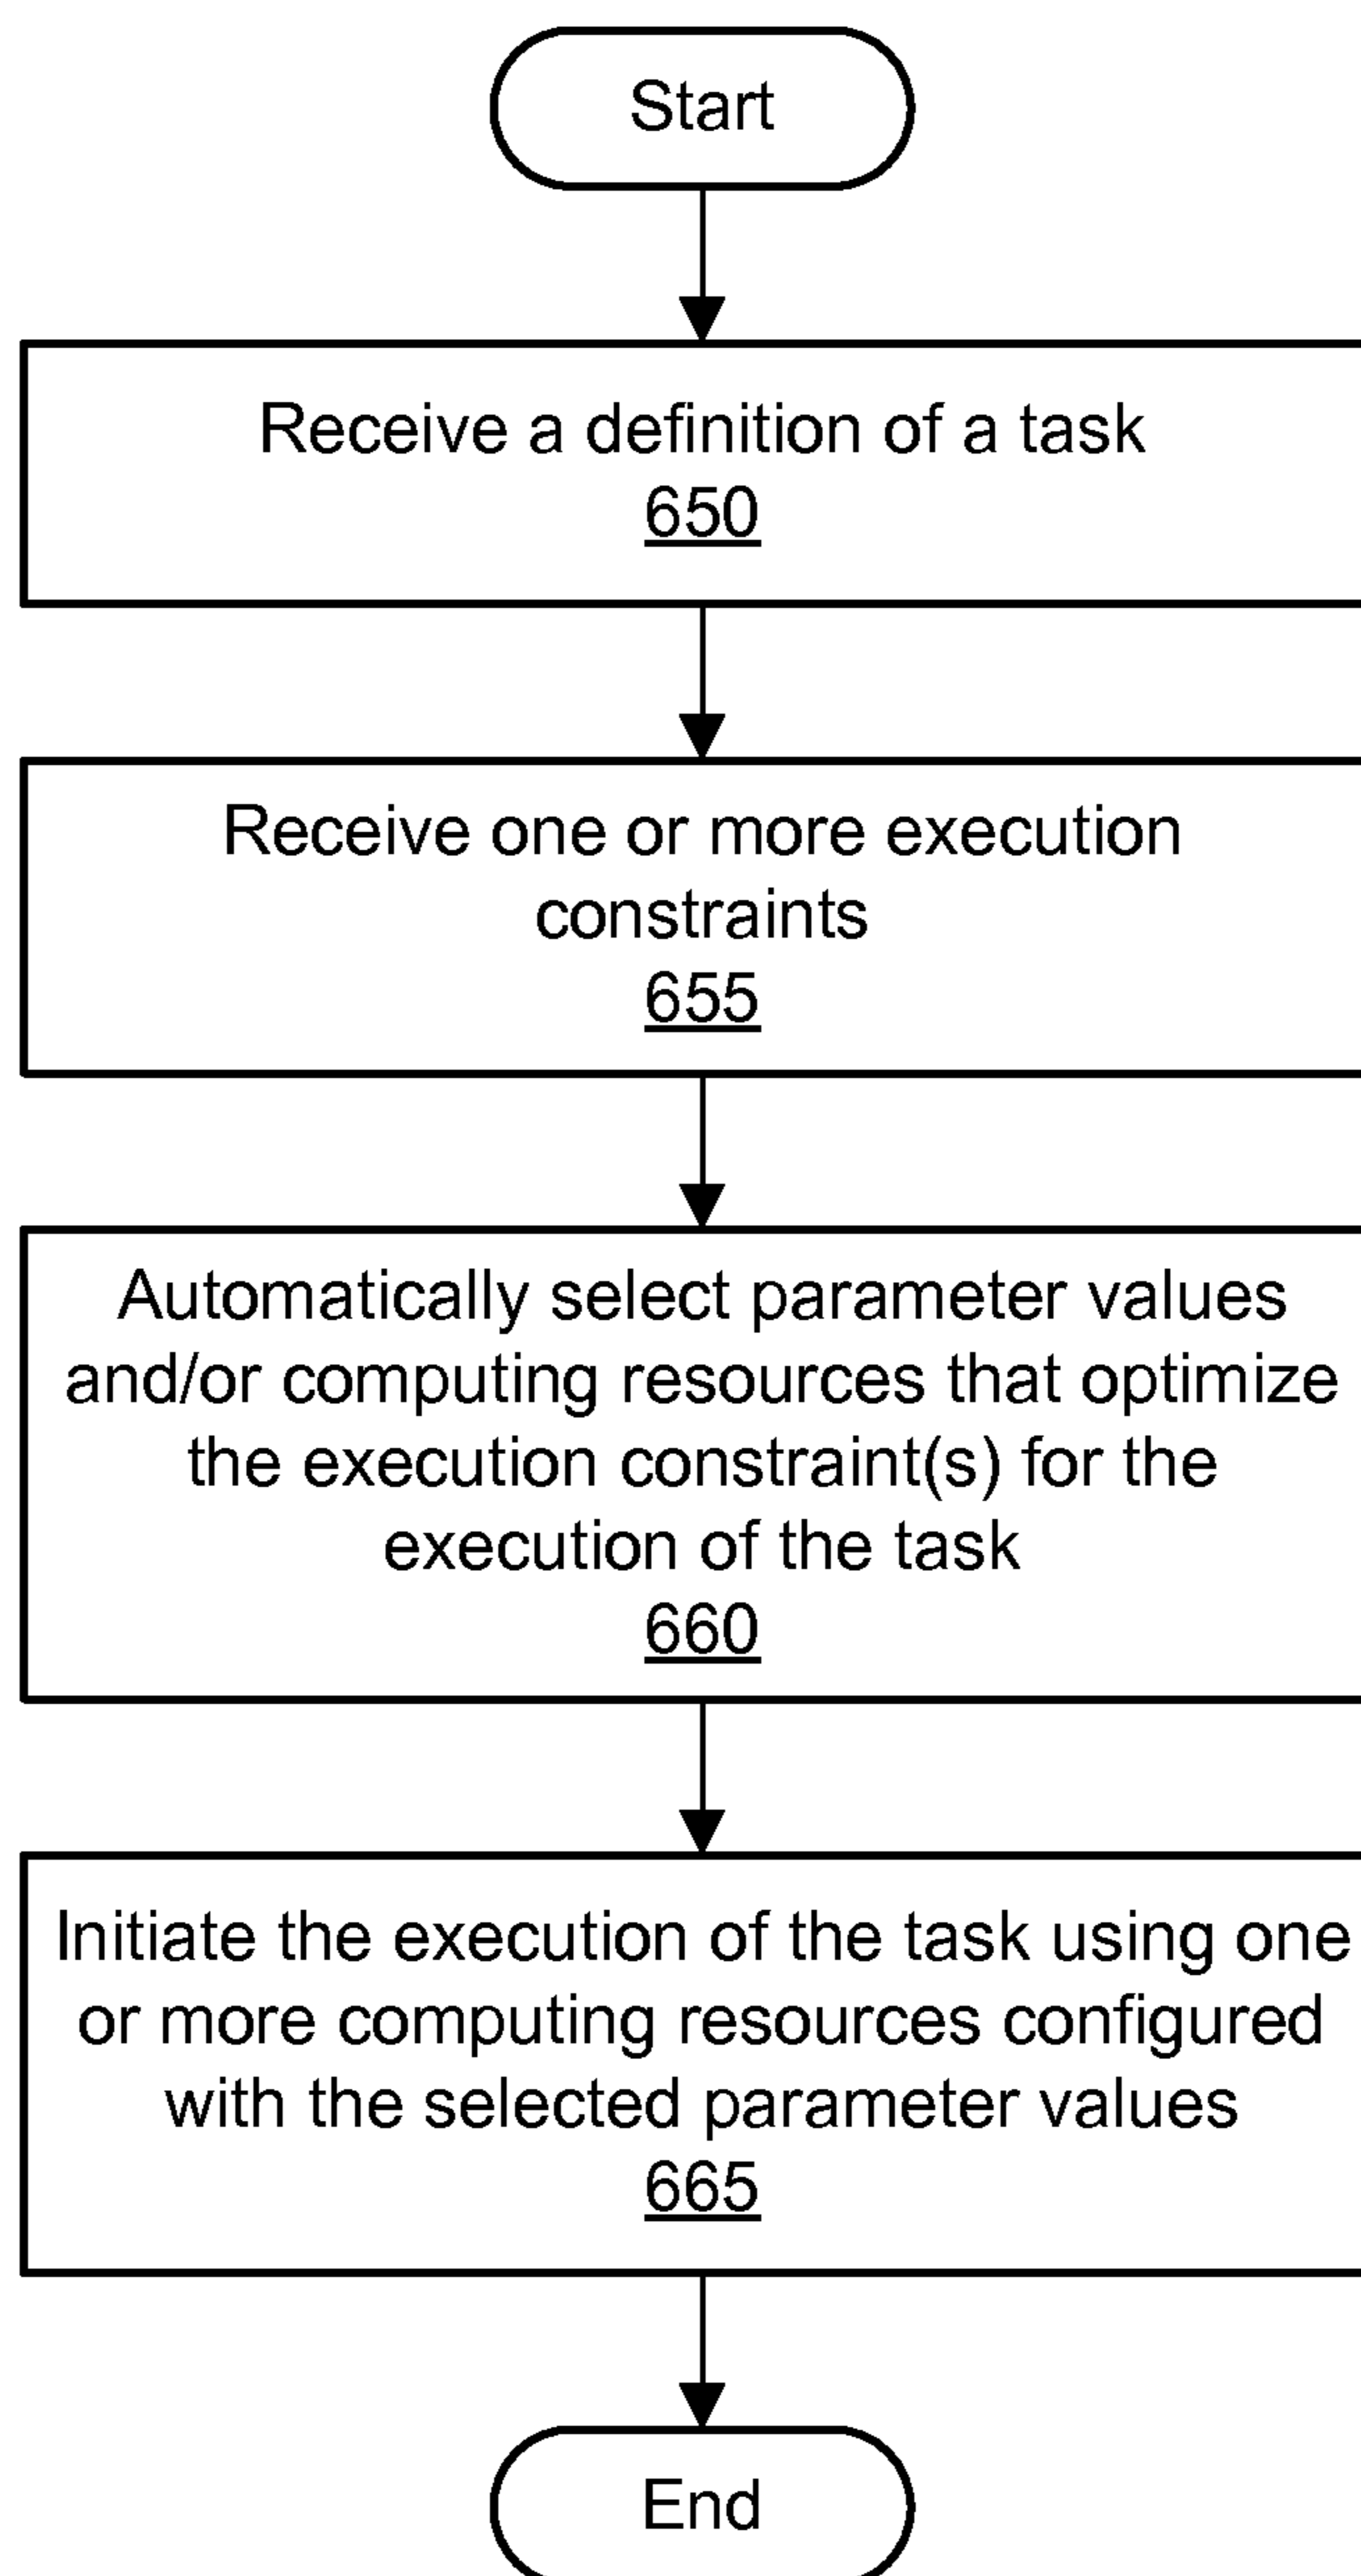 Start
Receive a definition of a task
650
Receive one or more execution
constraints
655
Automatically select parameter values
and/or computing resources that optimize
the execution constraint(s) for the
execution of the task
660
Initiate the execution of the task using one
or more computing resources configured
with the selected parameter values
665
End